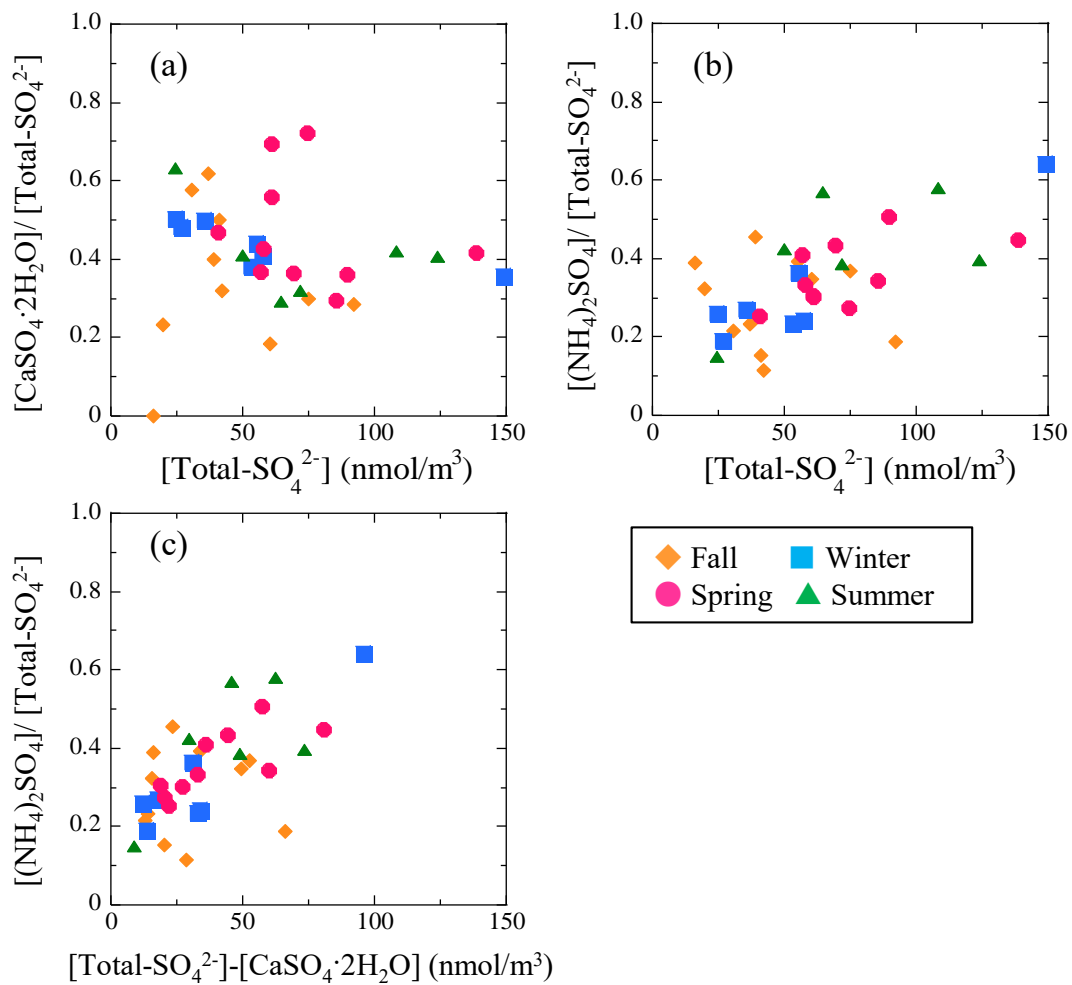 [CaSO₄·2H₂O]/ [Total-SO₄²⁻]
1.0
0.8
0.6
0.4
0.2
0
(a)
0 50 100 150
[Total-SO₄²⁻] (nmol/m³)
[(NH₄)₂SO₄]/ [Total-SO₄²⁻]
1.0
0.8
0.6
0.4
0.2
0
(b)
0 50 100 150
[Total-SO₄²⁻] (nmol/m³)
[(NH₄)₂SO₄]/ [Total-SO₄²⁻]
1.0
0.8
0.6
0.4
0.2
0
(c)
0 50 100 150
[Total-SO₄²⁻]-[CaSO₄·2H₂O] (nmol/m³)
Fall Winter
Spring Summer